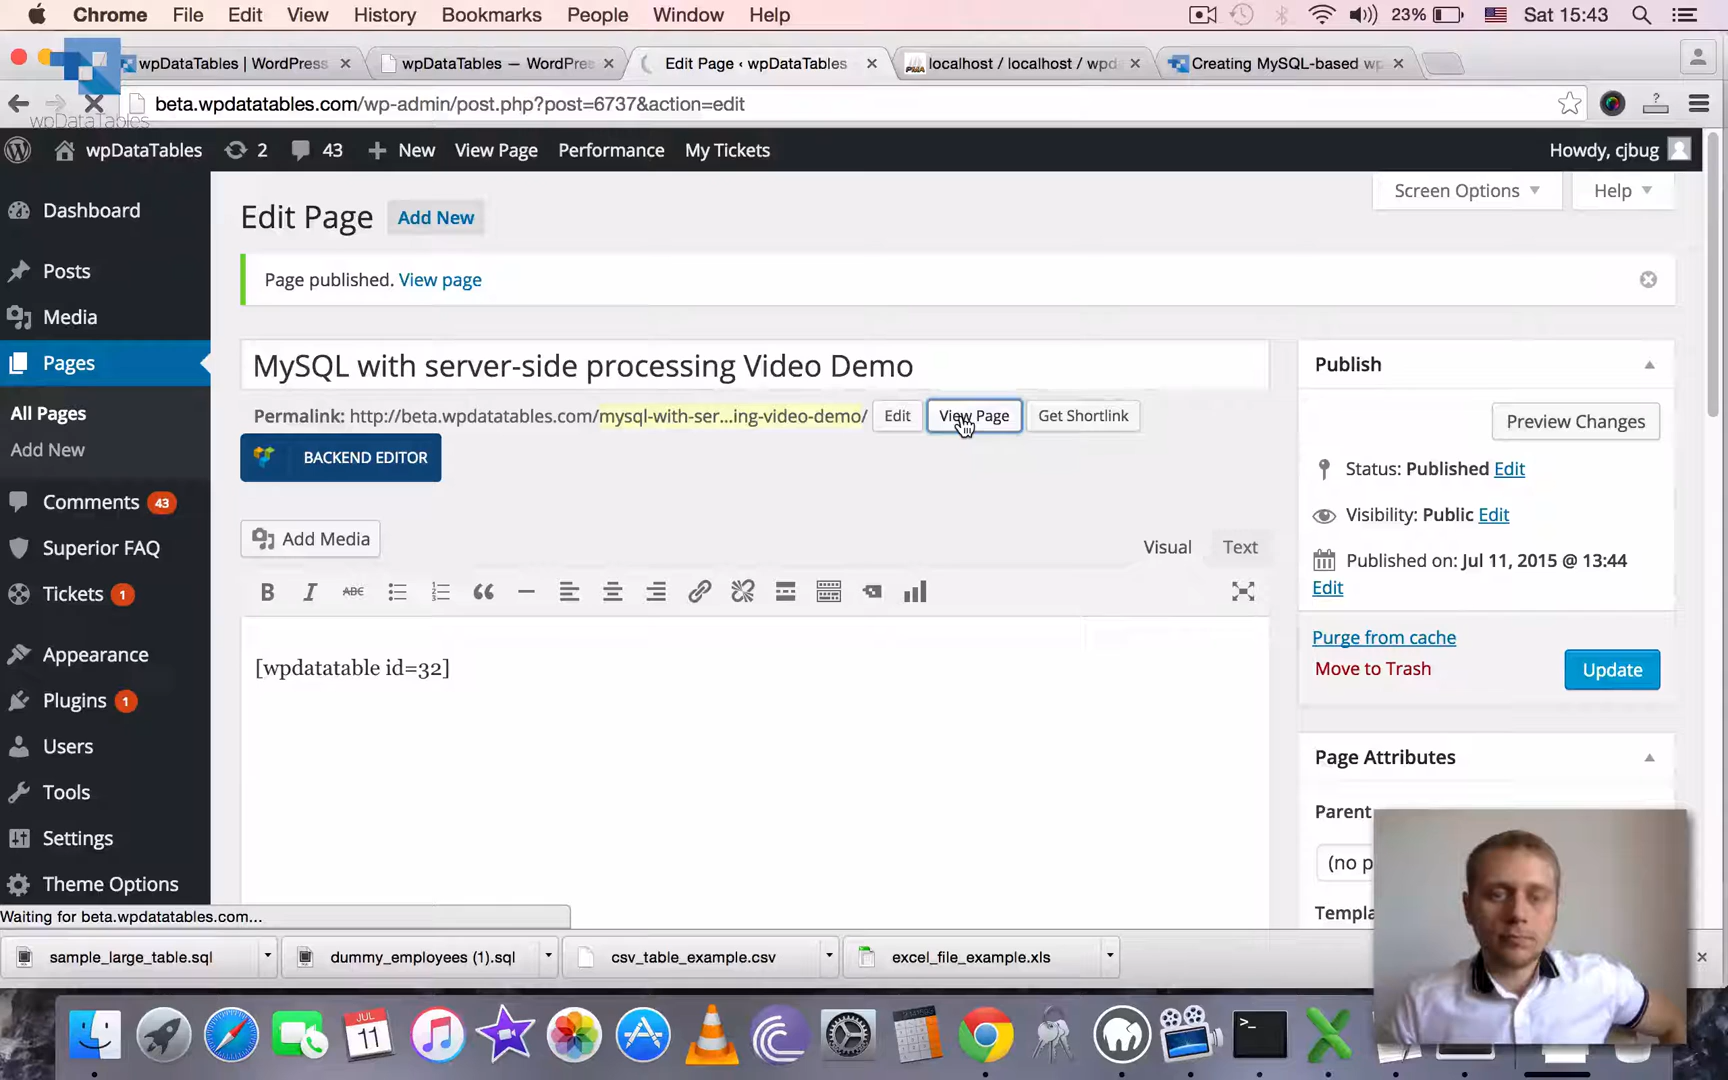 Chrome File Edit View History Bookmarks People Window Help 23% Sat 15:43
wpDataTables | WordPress wpDataTables — WordPre Edit Page ‹ wpDataTables localhost / localhost / wpd Creating MySQL-based wp
beta.wpdatatables.com/wp-admin/post.php?post=6737&action=edit
wpDataTables
wpDataTables 2 43 New View Page Performance My Tickets Howdy, cjbug
Screen Options Help
Dashboard
Posts
Media
Pages
All Pages
Add New
Comments 43
Superior FAQ
Tickets 1
Appearance
Plugins 1
Users
Tools
Settings
Theme Options
Edit Page Add New
Page published. View page
MySQL with server-side processing Video Demo
Permalink: http://beta.wpdatatables.com/mysql-with-ser...ing-video-demo/ Edit View Page Get Shortlink
BACKEND EDITOR
Add Media
Visual Text
B I ABC
[wpdatatable id=32]
Publish
Preview Changes
Status: Published Edit
Visibility: Public Edit
Published on: Jul 11, 2015 @ 13:44
Edit
Purge from cache
Move to Trash
Update
Page Attributes
Parent
(no p
Templa
Waiting for beta.wpdatatables.com...
sample_large_table.sql dummy_employees (1).sql csv_table_example.csv excel_file_example.xls
JUL
11